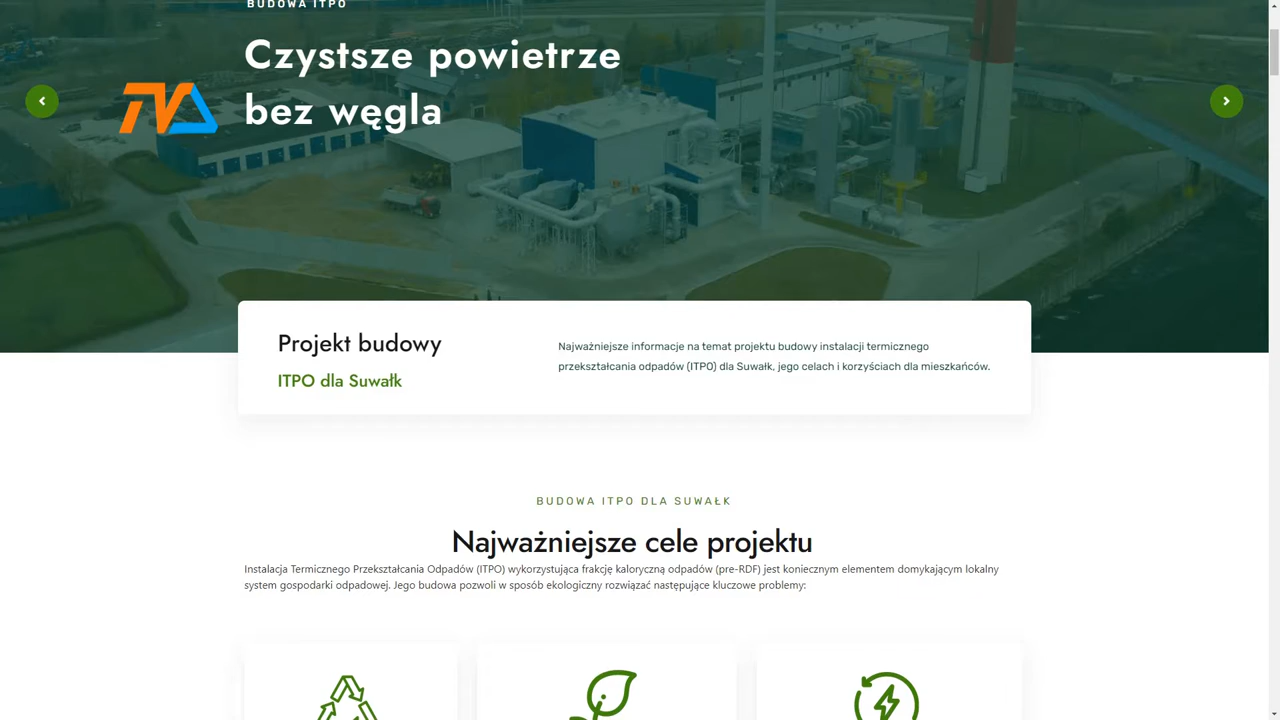 BUDOWA ITPO
Czystsze powietrze
bez węgla
TVA
Projekt budowy
ITPO dla Suwałk
Najważniejsze informacje na temat projektu budowy instalacji termicznego
przekształcania odpadów (ITPO) dla Suwałk, jego celach i korzyściach dla mieszkańców.
BUDOWA ITPO DLA SUWAŁK
Najważniejsze cele projektu
Instalacja Termicznego Przekształcania Odpadów (ITPO) wykorzystująca frakcję kaloryczną odpadów (pre-RDF) jest koniecznym elementem domykającym lokalny
system gospodarki odpadowej. Jego budowa pozwoli w sposób ekologiczny rozwiązać następujące kluczowe problemy: